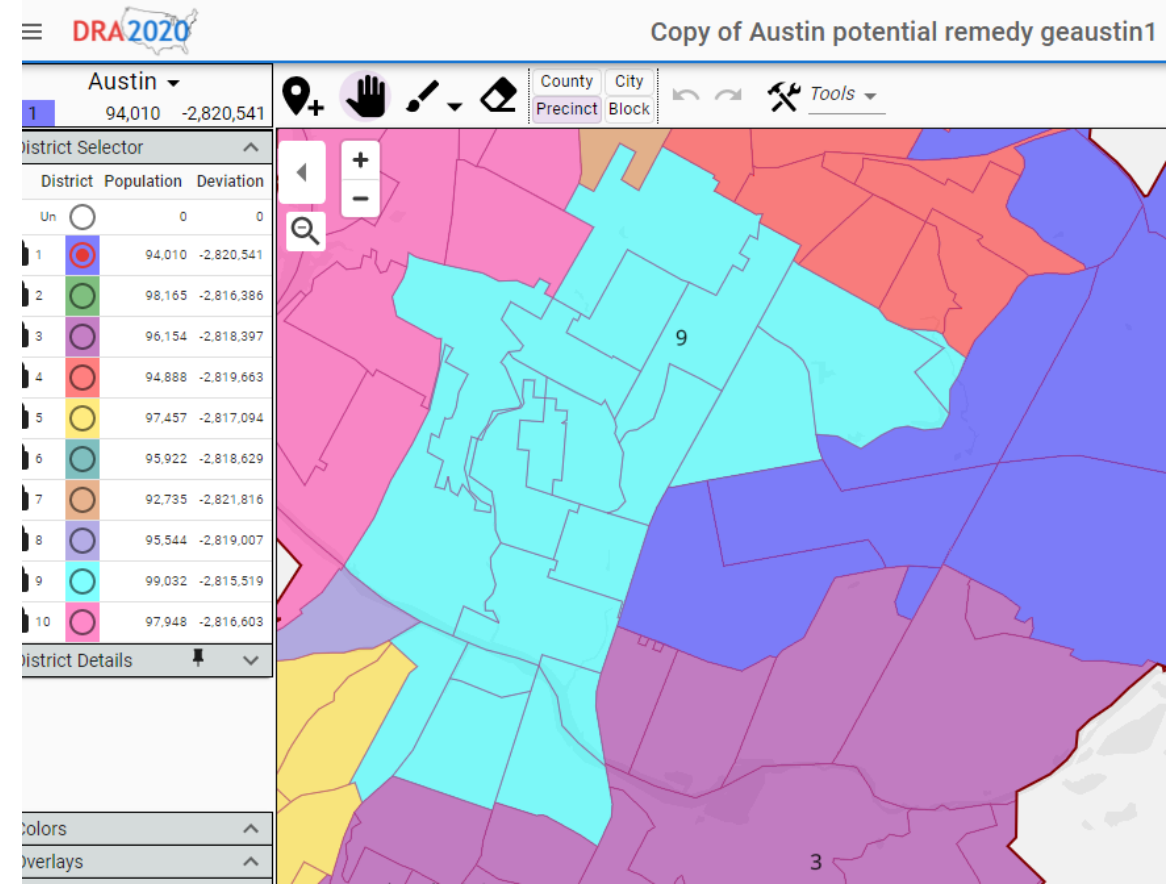 DRA2020
Copy of Austin potential remedy geaustin1
Austin
1 94,010 -2,820,541
County City
Precinct Block
Tools
District Selector
District Population Deviation
Un 0 0
1 94,010 -2,820,541
2 98,165 -2,816,386
3 96,154 -2,818,397
4 94,888 -2,819,663
5 97,457 -2,817,094
6 95,922 -2,818,629
7 92,735 -2,821,816
8 95,544 -2,819,007
9 99,032 -2,815,519
10 97,948 -2,816,603
District Details
Colors
Overlays
9
3